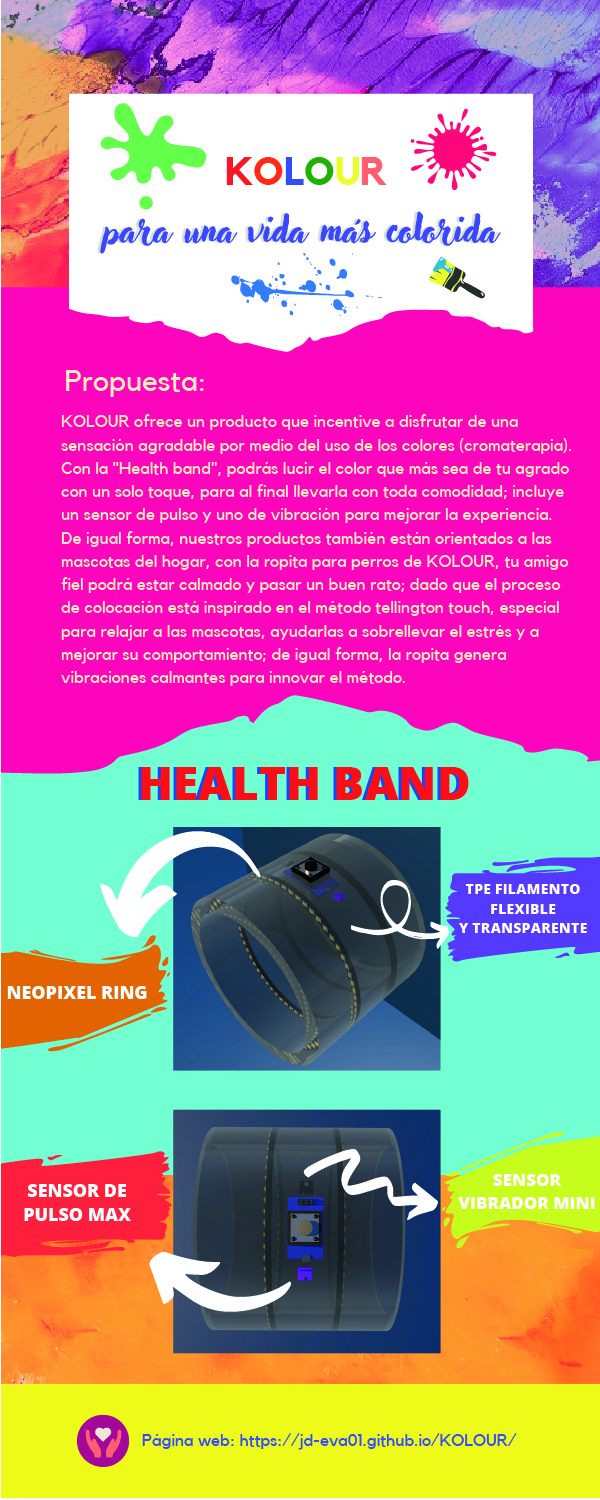 KOLOUR
para una vida más colorida
Propuesta:
KOLOUR ofrece un producto que incentive a disfrutar de una
sensación agradable por medio del uso de los colores (cromaterapia).
Con la "Health band", podrás lucir el color que más sea de tu agrado
con un solo toque, para al final llevarla con toda comodidad; incluye
un sensor de pulso y uno de vibración para mejorar la experiencia.
De igual forma, nuestros productos también están orientados a las
mascotas del hogar, con la ropita para perros de KOLOUR, tu amigo
fiel podrá estar calmado y pasar un buen rato; dado que el proceso
de colocación está inspirado en el método tellington touch, especial
para relajar a las mascotas, ayudarlas a sobrellevar el estrés y a
mejorar su comportamiento; de igual forma, la ropita genera
vibraciones calmantes para innovar el método.
HEALTH BAND
TPE FILAMENTO
FLEXIBLE
Y TRANSPARENTE
NEOPIXEL RING
SENSOR DE
PULSO MAX
SENSOR
VIBRADOR MINI
Página web: https://jd-eva01.github.io/KOLOUR/